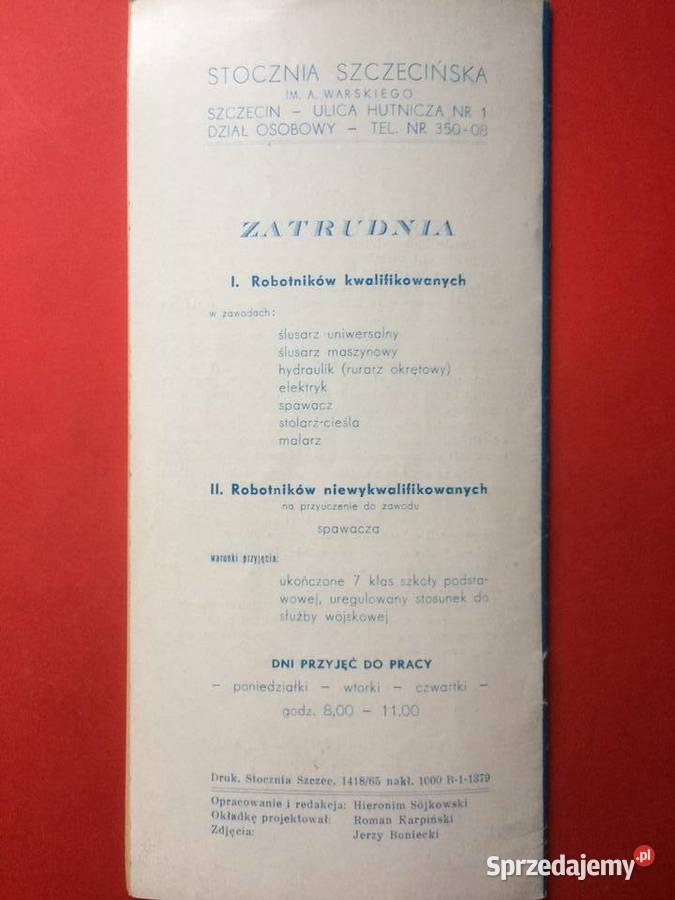 STOCZNIA SZCZECIŃSKA
IM. A. WARSKIEGO
SZCZECIN – ULICA HUTNICZA NR 1
DZIAŁ OSOBOWY – TEL. NR 350-08
ZATRUDNIA
I. Robotników kwalifikowanych
w zawodach:
ślusarz uniwersalny
ślusarz maszynowy
hydraulik (rurarz okrętowy)
elektryk
spawacz
stolarz-cieśla
malarz
II. Robotników niewykwalifikowanych
na przyuczenie do zawodu
spawacza
warunki przyjęcia:
ukończone 7 klas szkoły podsta-
wowej, uregulowany stosunek do
służby wojskowej
DNI PRZYJĘĆ DO PRACY
– poniedziałki – wtorki – czwartki –
godz. 8,00 – 11,00
Druk. Stocznia Szczec. 1418/65 nakł. 1000 B-1-1379
Opracowanie i redakcja: Hieronim Sójkowski
Okładkę projektował: Roman Karpiński
Zdjęcia: Jerzy Boniecki
Sprzedajemy.pl